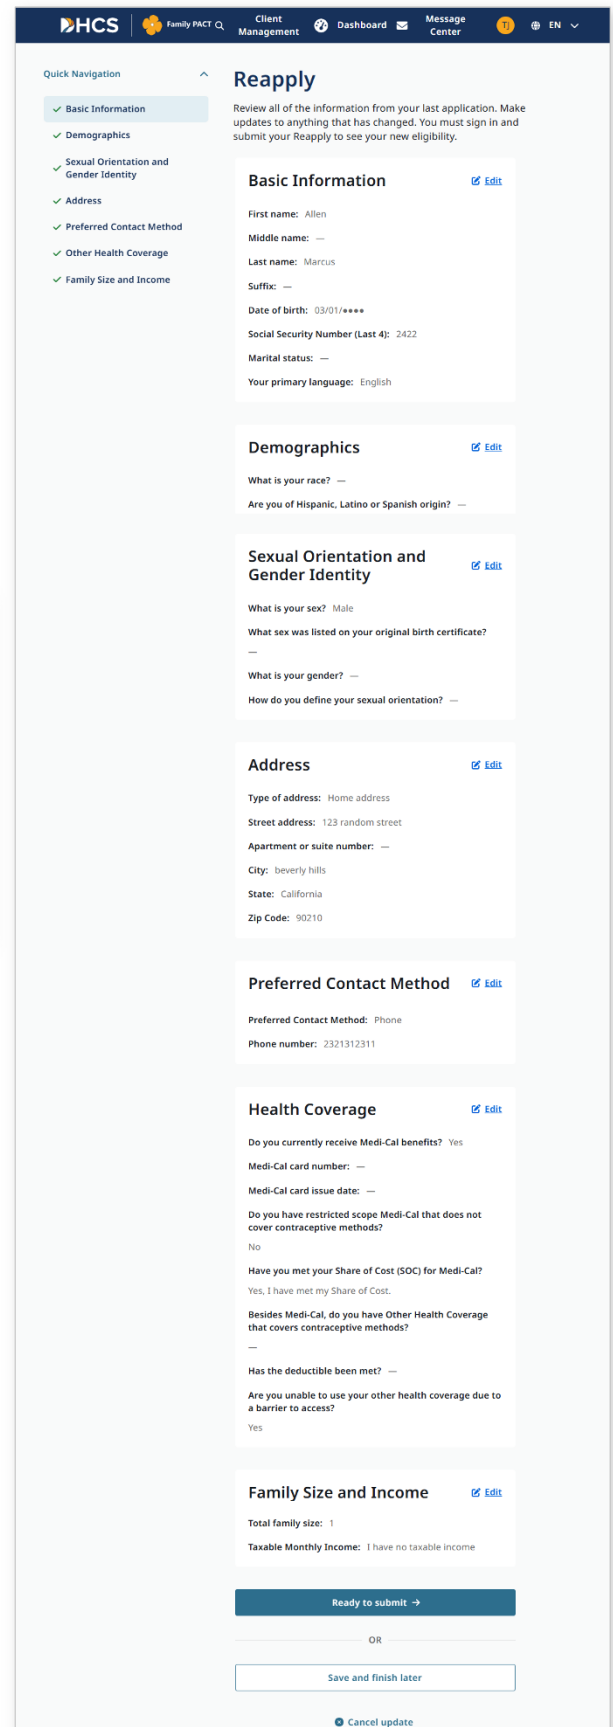 DHCS
Family PACT
Client Management
Dashboard
Message Center
TJ
EN
Quick Navigation
Basic Information
Demographics
Sexual Orientation and
Gender Identity
Address
Preferred Contact Method
Other Health Coverage
Family Size and Income
Reapply
Review all of the information from your last application. Make
updates to anything that has changed. You must sign in and
submit your Reapply to see your new eligibility.
Basic Information Edit
First name: Allen
Middle name: —
Last name: Marcus
Suffix: —
Date of birth: 03/01/●●●●
Social Security Number (Last 4): 2422
Marital status: —
Your primary language: English
Demographics Edit
What is your race? —
Are you of Hispanic, Latino or Spanish origin? —
Sexual Orientation and
Gender Identity Edit
What is your sex? Male
What sex was listed on your original birth certificate?
—
What is your gender? —
How do you define your sexual orientation? —
Address Edit
Type of address: Home address
Street address: 123 random street
Apartment or suite number: —
City: beverly hills
State: California
Zip Code: 90210
Preferred Contact Method Edit
Preferred Contact Method: Phone
Phone number: 2321312311
Health Coverage Edit
Do you currently receive Medi-Cal benefits? Yes
Medi-Cal card number: —
Medi-Cal card issue date: —
Do you have restricted scope Medi-Cal that does not
cover contraceptive methods?
No
Have you met your Share of Cost (SOC) for Medi-Cal?
Yes, I have met my Share of Cost.
Besides Medi-Cal, do you have Other Health Coverage
that covers contraceptive methods?
—
Has the deductible been met? —
Are you unable to use your other health coverage due to
a barrier to access?
Yes
Family Size and Income Edit
Total family size: 1
Taxable Monthly Income: I have no taxable income
Ready to submit →
OR
Save and finish later
Cancel update